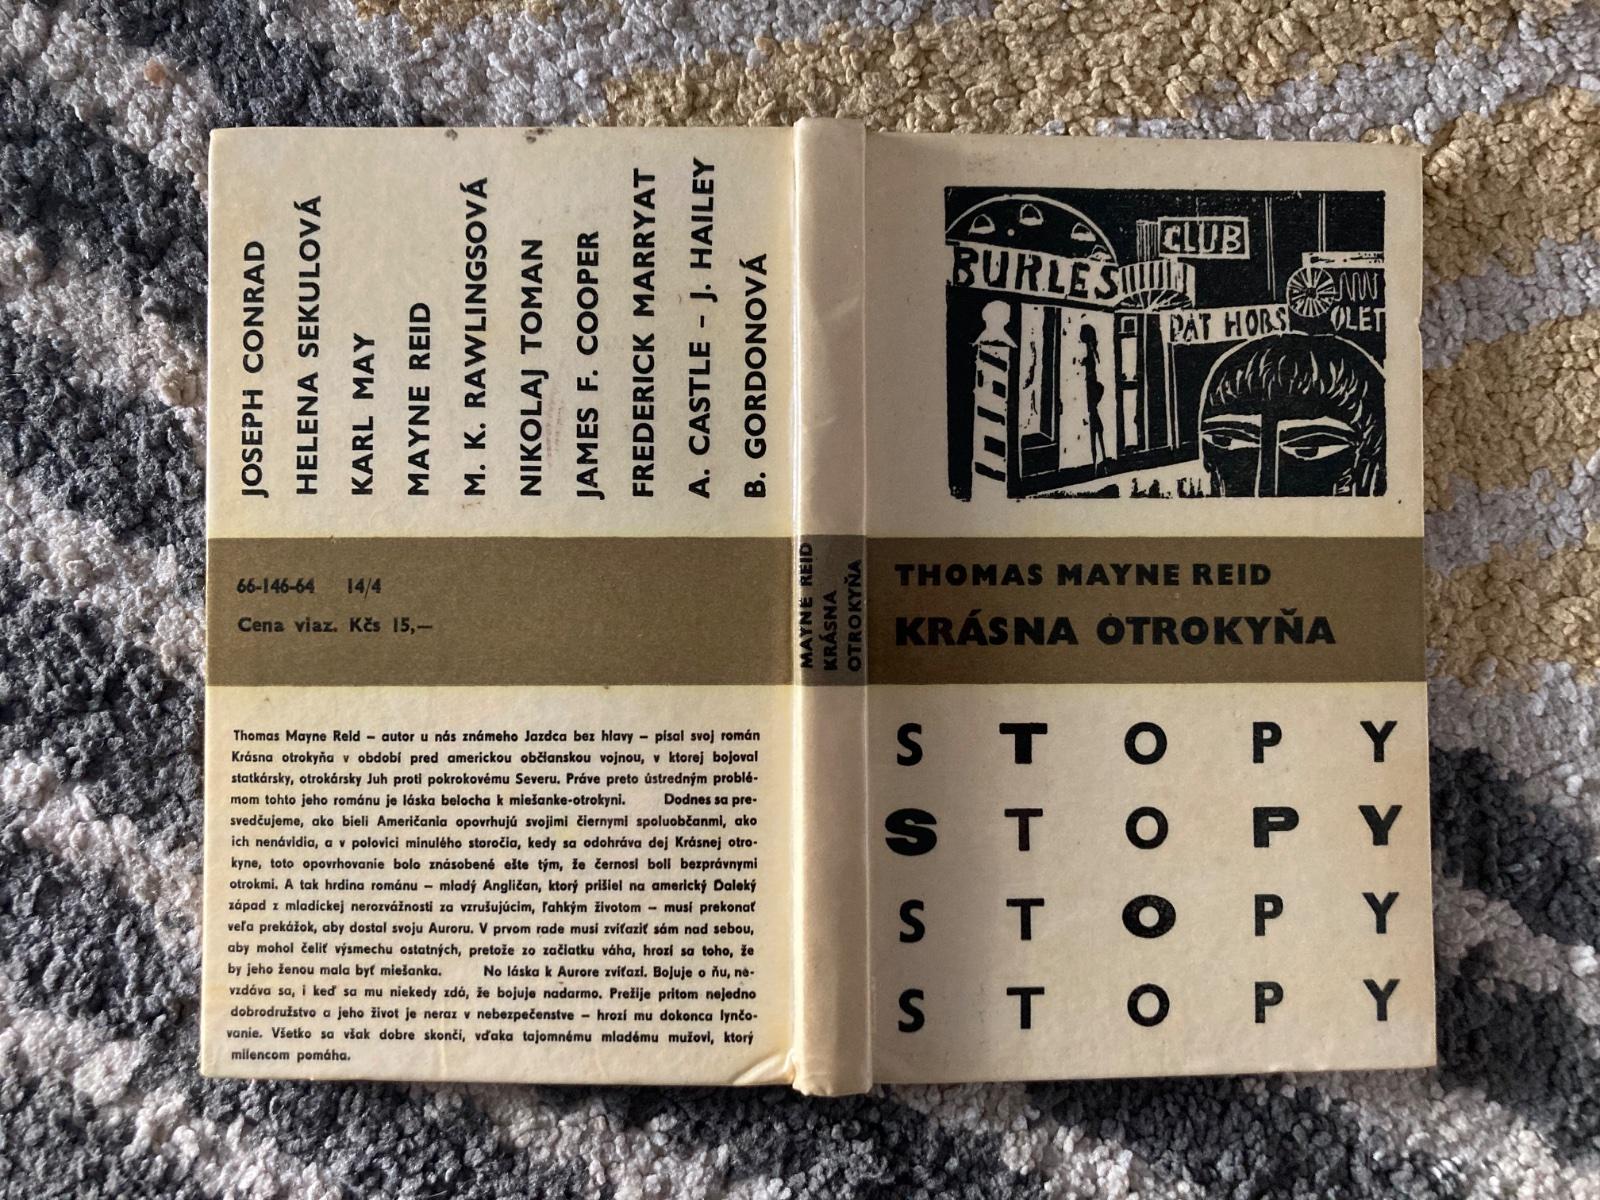 JOSEPH CONRAD
HELENA SEKULOVÁ
KARL MAY
MAYNE REID
M. K. RAWLINGSOVÁ
NIKOLAJ TOMAN
JAMES F. COOPER
FREDERICK MARRYAT
A. CASTLE – J. HAILEY
B. GORDONOVÁ
66-146-64 14/4
Cena viaz. Kčs 15,—
Thomas Mayne Reid – autor u nás známeho Jazdca bez hlavy – písal svoj román
Krásna otrokyňa v období pred americkou občianskou vojnou, v ktorej bojoval
statkársky, otrokársky Juh proti pokrokovému Severu. Práve preto ústredným problé-
mom tohto jeho románu je láska belocha k miešanke-otrokyni. Dodnes sa pre-
svedčujeme, ako bieli Američania opovrhujú svojimi čiernymi spoluobčanmi, ako
ich nenávidia, a v polovici minulého storočia, kedy sa odohráva dej Krásnej otro-
kyne, toto opovrhovanie bolo znásobené ešte tým, že černosi boli bezprávnymi
otrokmi. A tak hrdina románu – mladý Angličan, ktorý prišiel na americký Ďaleký
západ z mladíckej nerozvážnosti za vzrušujúcim, ľahkým životom – musí prekonať
veľa prekážok, aby dostal svoju Auroru. V prvom rade musí zvíťaziť sám nad sebou,
aby mohol čeliť výsmechu ostatných, pretože zo začiatku váha, hrozí sa toho, že
by jeho ženou mala byť miešanka. No láska k Aurore zvíťazí. Bojuje o ňu, ne-
vzdáva sa, i keď sa mu niekedy zdá, že bojuje nadarmo. Prežije pritom nejedno
dobrodružstvo a jeho život je neraz v nebezpečenstve – hrozí mu dokonca lynčo-
vanie. Všetko sa však dobre skončí, vďaka tajomnému mladému mužovi, ktorý
milencom pomáha.
MAYNE REID
KRÁSNA
OTROKYŇA
CLUB
BURLES
PAT HOBS
OLET
THOMAS MAYNE REID
KRÁSNA OTROKYŇA
S T O P Y
S T O P Y
S T O P Y
S T O P Y